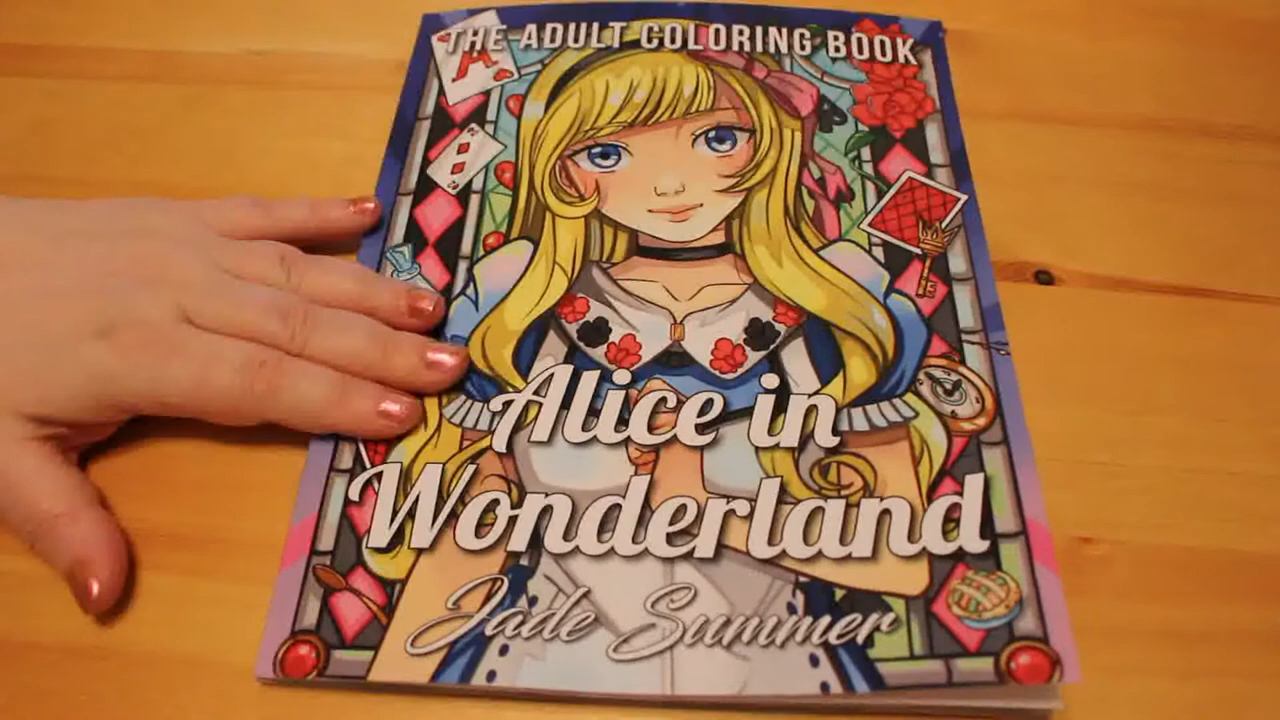 THE ADULT COLORING BOOK
A
Alice in
Wonderland
Jade Summer